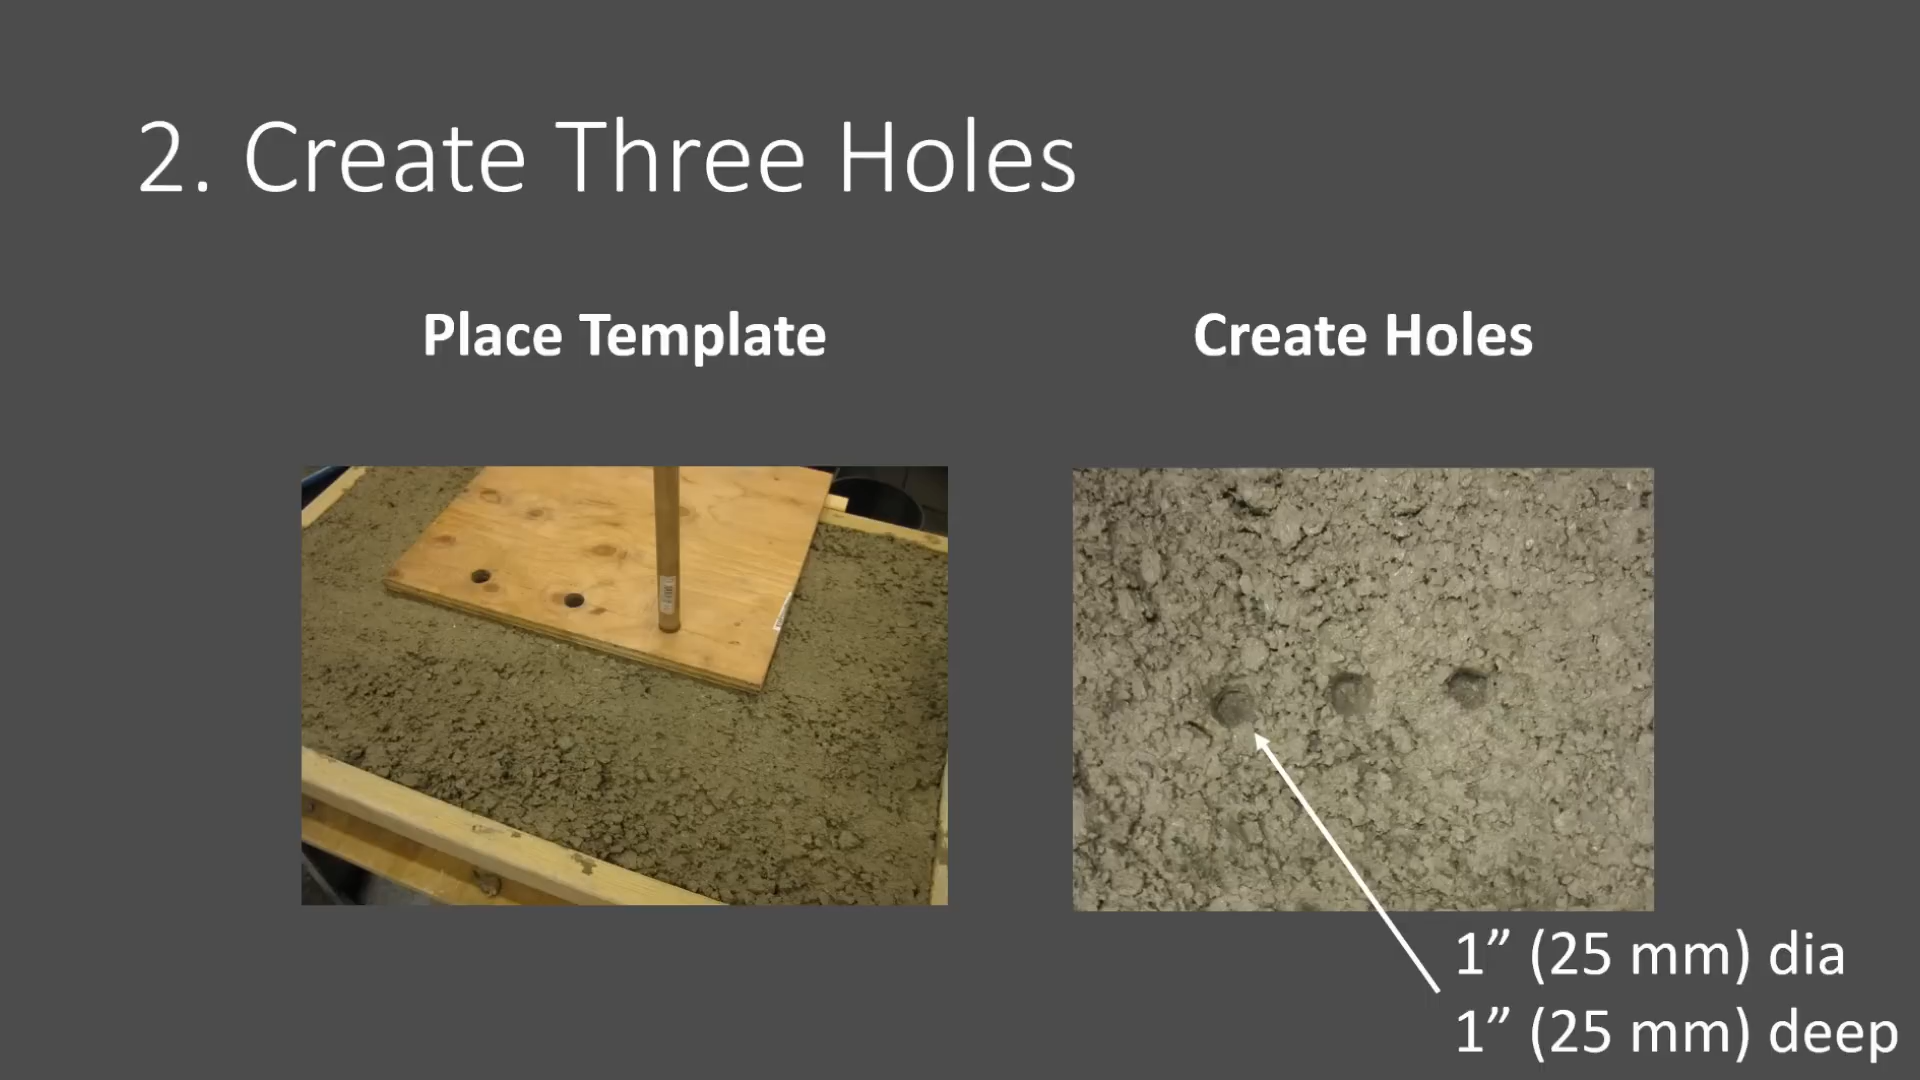 2. Create Three Holes
Place Template
Create Holes
1” (25 mm) dia
1” (25 mm) deep